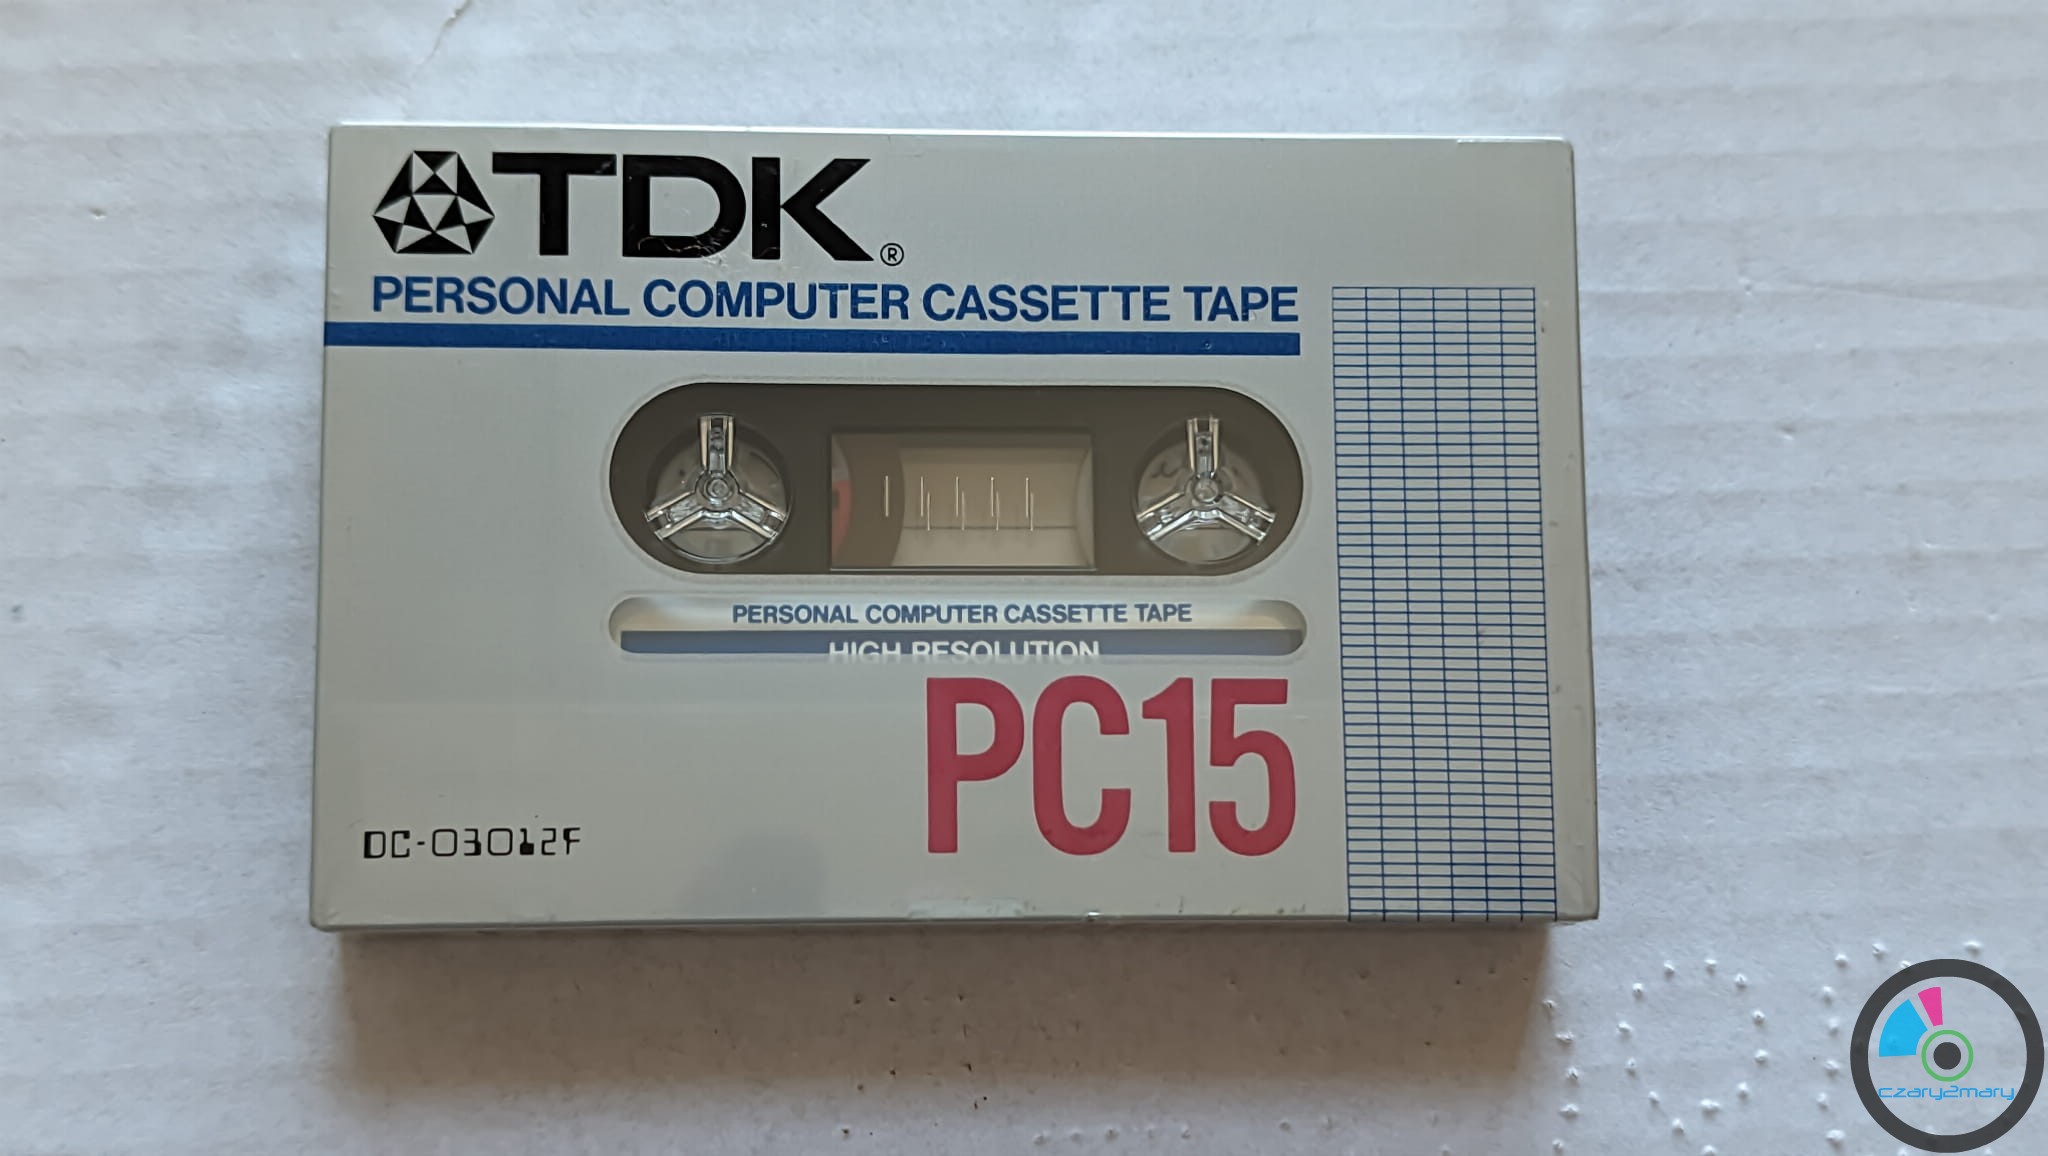 TDK®
PERSONAL COMPUTER CASSETTE TAPE
PERSONAL COMPUTER CASSETTE TAPE
HIGH RESOLUTION
PC15
DC-03012F
czary2mary